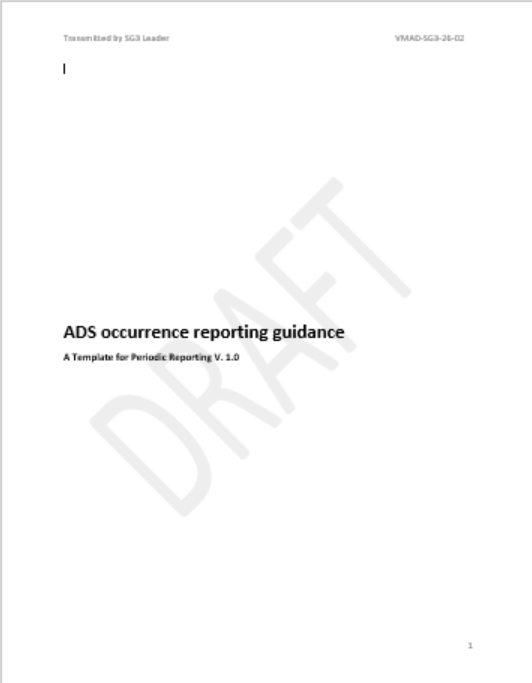 Transmitted by SG3 Leader VMAD-SG3-26-02
ADS occurrence reporting guidance
A Template for Periodic Reporting V. 1.0
DRAFT
1